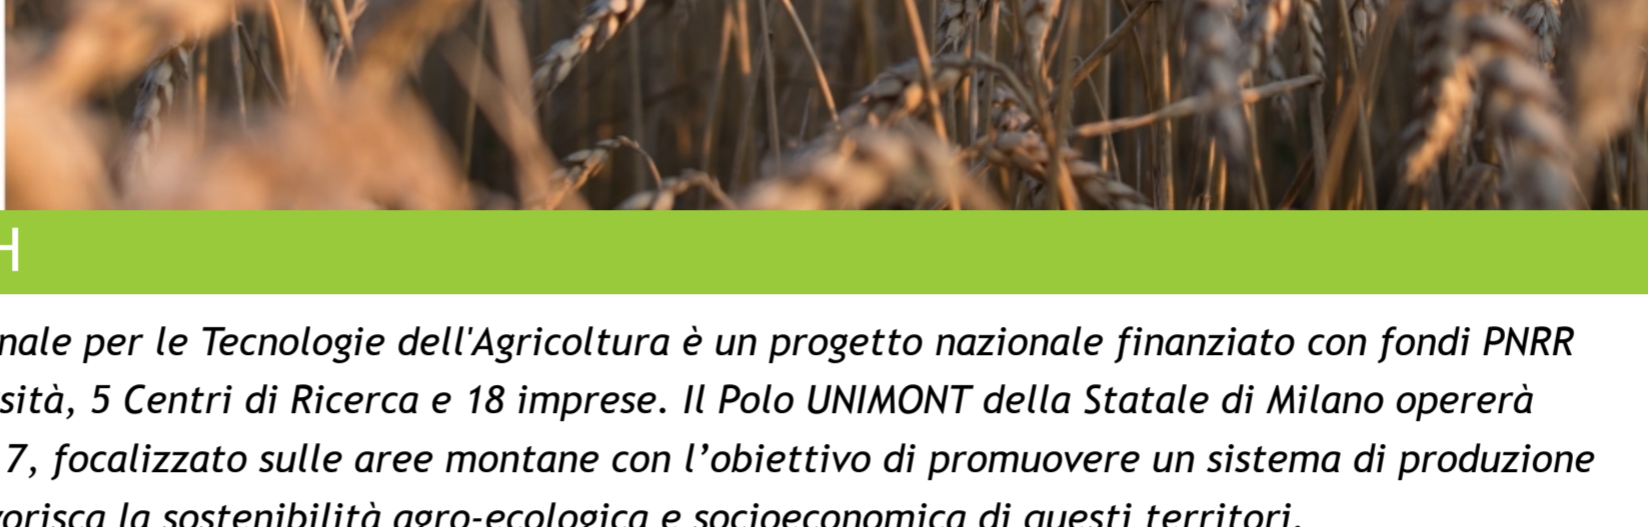 H
nale per le Tecnologie dell'Agricoltura è un progetto nazionale finanziato con fondi PNRR
sità, 5 Centri di Ricerca e 18 imprese. Il Polo UNIMONT della Statale di Milano opererà
7, focalizzato sulle aree montane con l’obiettivo di promuovere un sistema di produzione
vorisca la sostenibilità agro-ecologica e socioeconomica di questi territori.